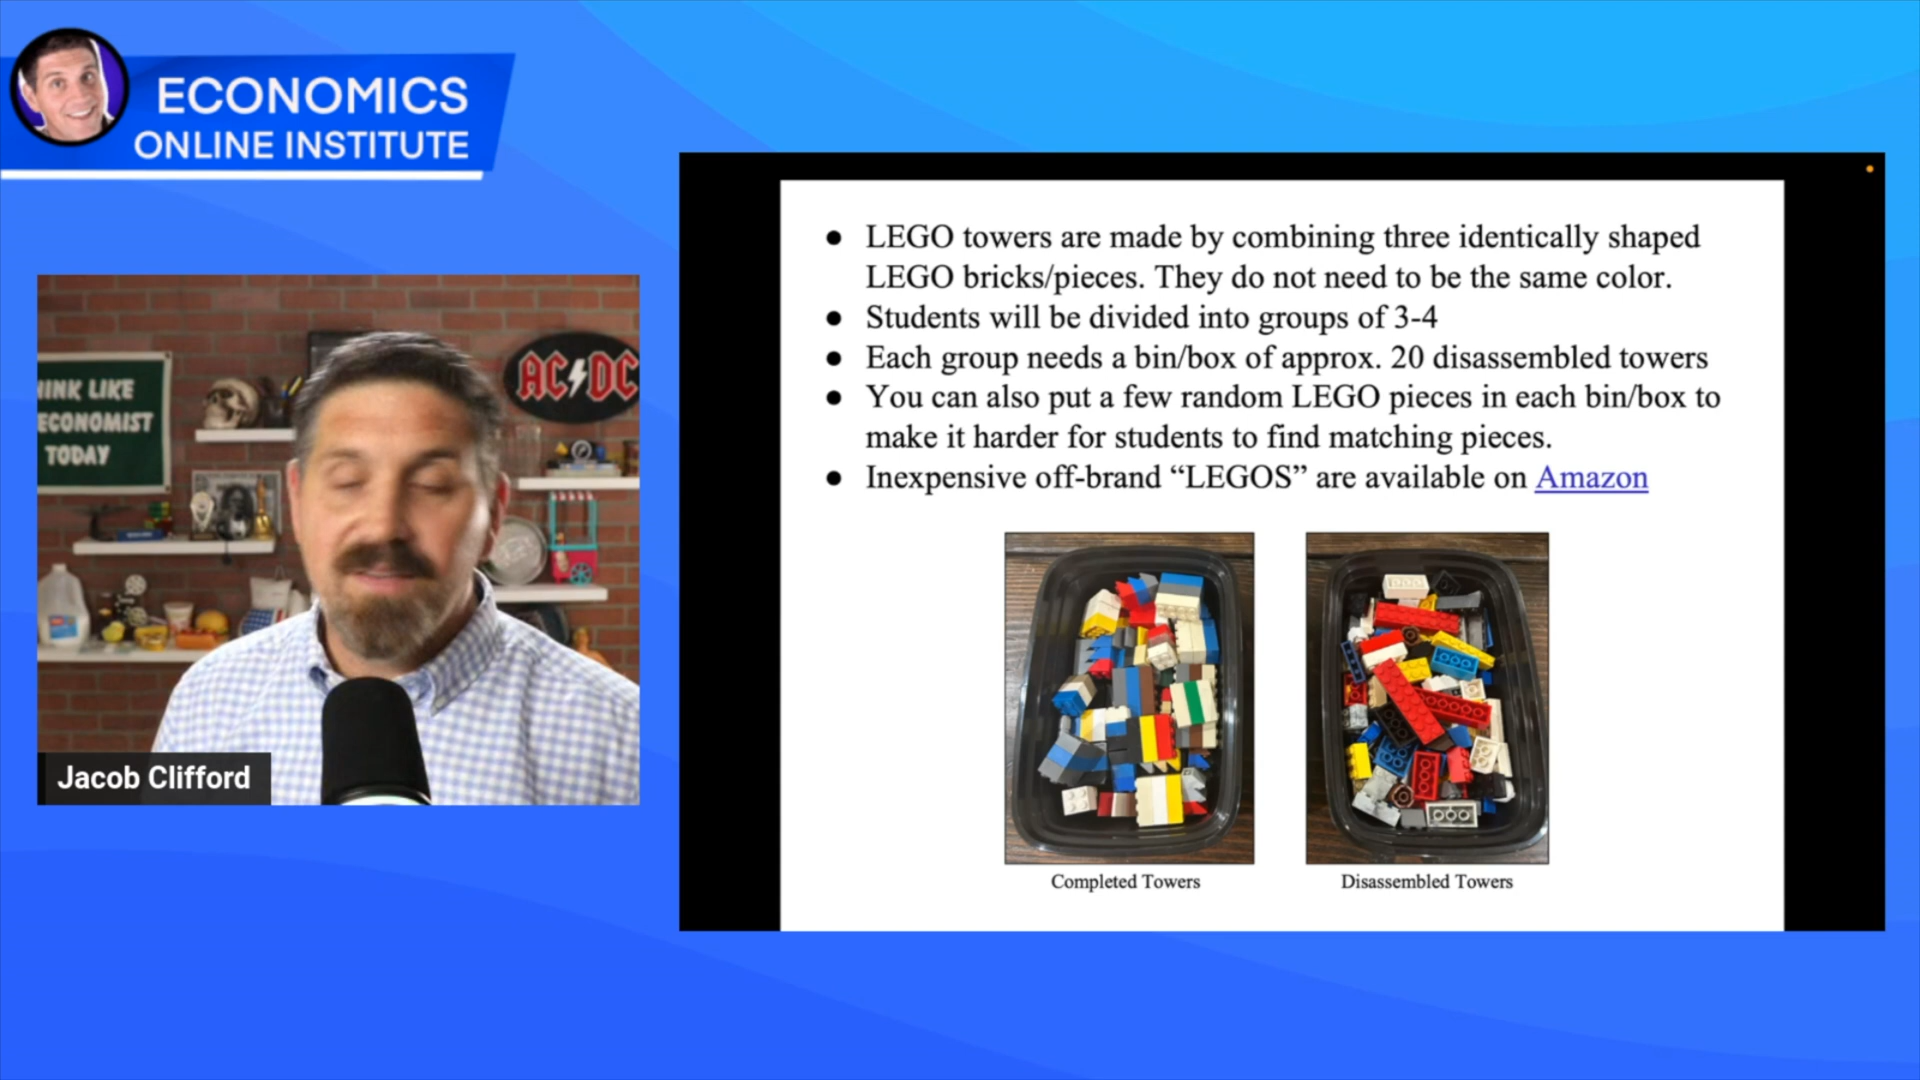 ECONOMICS
ONLINE INSTITUTE
● LEGO towers are made by combining three identically shaped
LEGO bricks/pieces. They do not need to be the same color.
● Students will be divided into groups of 3-4
● Each group needs a bin/box of approx. 20 disassembled towers
● You can also put a few random LEGO pieces in each bin/box to
make it harder for students to find matching pieces.
● Inexpensive off-brand “LEGOS” are available on Amazon
Completed Towers
Disassembled Towers
INK LIKE
ECONOMIST
TODAY
AC DC
Jacob Clifford